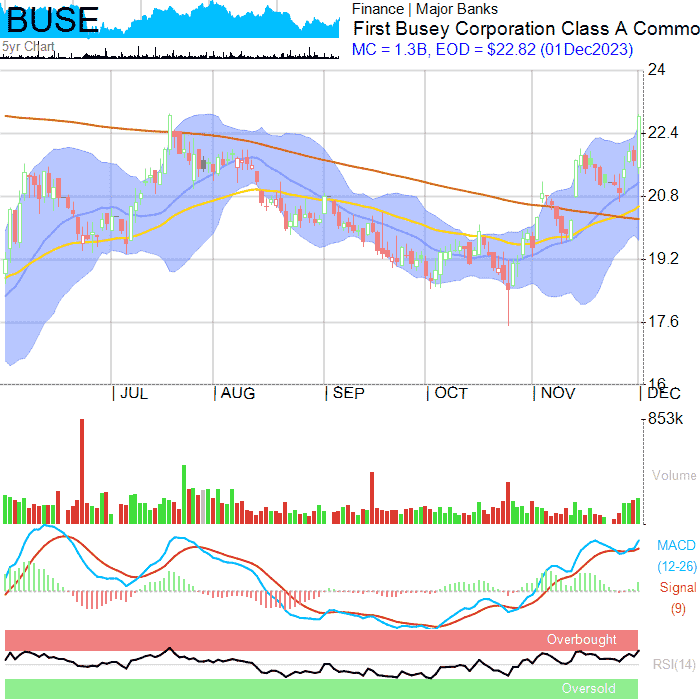 BUSE
5yr Chart
Finance | Major Banks
First Busey Corporation Class A Commo
MC = 1.3B, EOD = $22.82 (01Dec2023)
24
22.4
20.8
19.2
17.6
16
JUL AUG SEP OCT NOV DEC
853k
Volume
MACD
(12-26)
Signal
(9)
Overbought
RSI(14)
Oversold